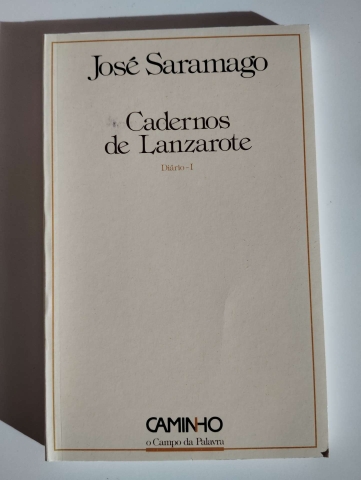 José Saramago
Cadernos
de Lanzarote
Diário-I
CAMINHO
o Campo da Palavra